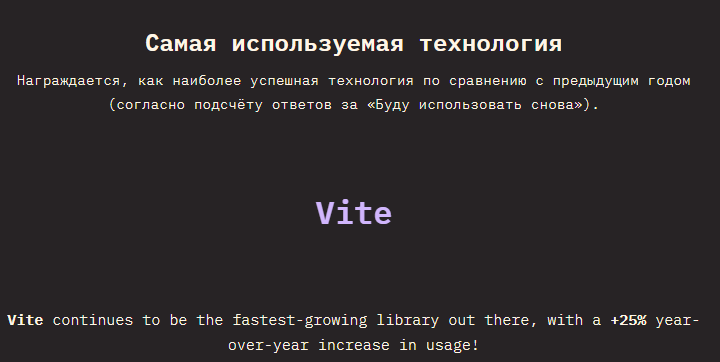 Самая используемая технология
Награждается, как наиболее успешная технология по сравнению с предыдущим годом
(согласно подсчёту ответов за «Буду использовать снова»).
Vite
Vite continues to be the fastest-growing library out there, with a +25% year-
over-year increase in usage!